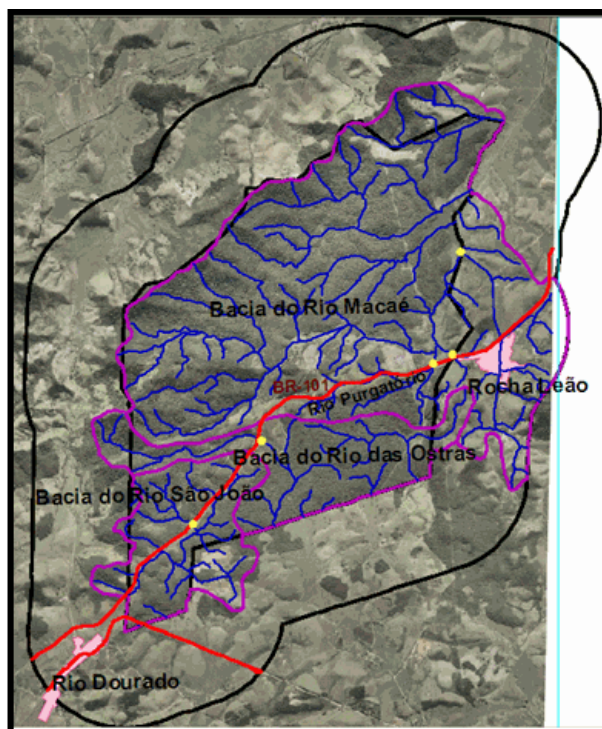 Bacia do Rio Macaé
BR-101
Rio Purgatório
Rocha Leão
Bacia do Rio das Ostras
Bacia do Rio São João
Rio Dourado